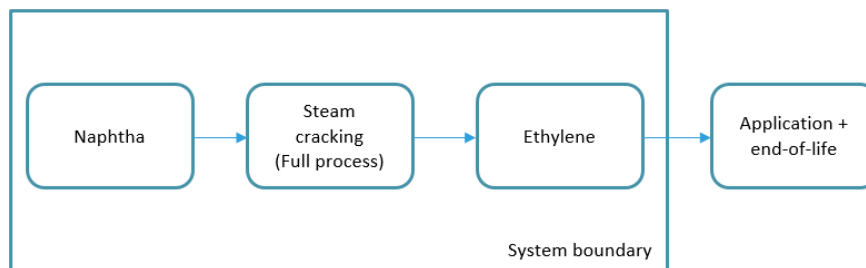 Naphtha
Steam
cracking
(Full process)
Ethylene
Application +
end-of-life
System boundary